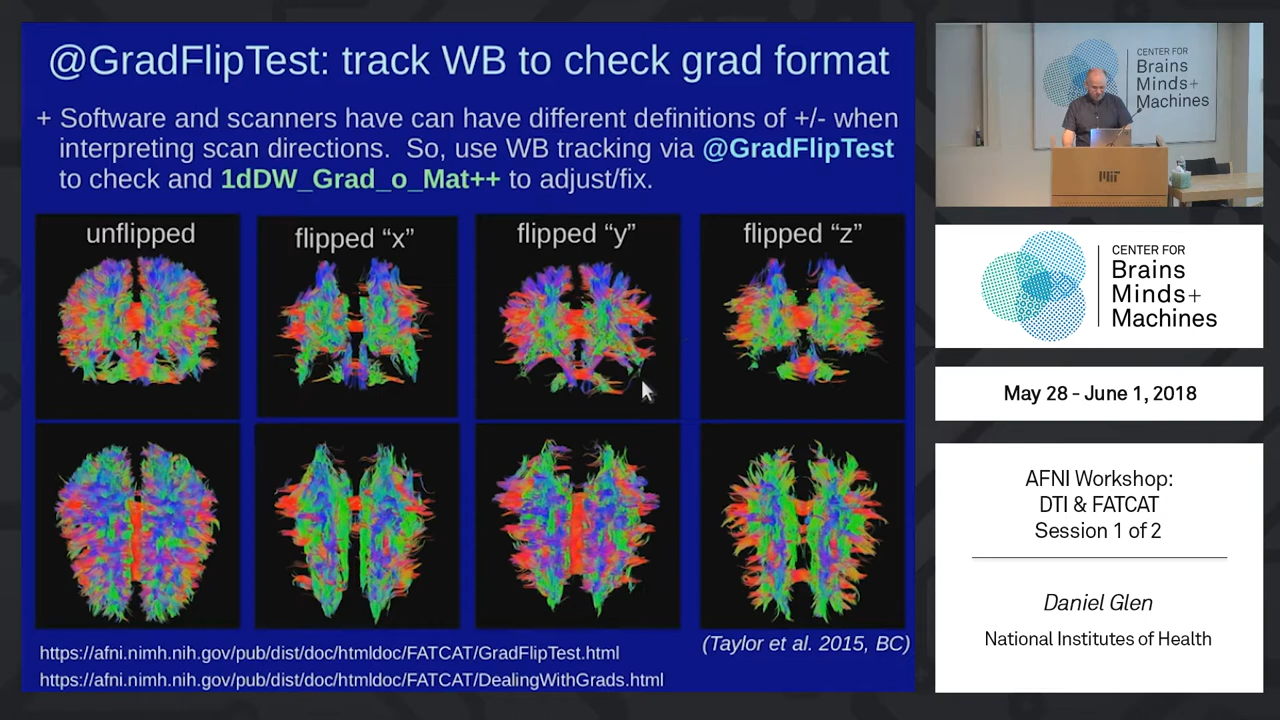 @GradFlipTest: track WB to check grad format
+ Software and scanners have can have different definitions of +/- when
interpreting scan directions.  So, use WB tracking via @GradFlipTest
to check and 1dDW_Grad_o_Mat++ to adjust/fix.
unflipped
flipped “x”
flipped “y”
flipped “z”
(Taylor et al. 2015, BC)
https://afni.nimh.nih.gov/pub/dist/doc/htmldoc/FATCAT/GradFlipTest.html
https://afni.nimh.nih.gov/pub/dist/doc/htmldoc/FATCAT/DealingWithGrads.html
CENTER FOR
Brains
Minds+
Machines
MIT
CENTER FOR
Brains
Minds+
Machines
May 28 - June 1, 2018
AFNI Workshop:
DTI & FATCAT
Session 1 of 2
Daniel Glen
National Institutes of Health